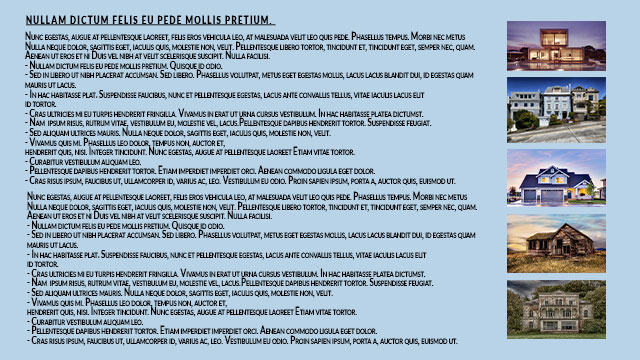 NULLAM DICTUM FELIS EU PEDE MOLLIS PRETIUM.
Nunc egestas, augue at pellentesque laoreet, felis eros vehicula leo, at malesuada velit leo quis pede. Phasellus tempus. Morbi nec metus
Nulla neque dolor, sagittis eget, iaculis quis, molestie non, velit. Pellentesque libero tortor, tincidunt et, tincidunt eget, semper nec, quam.
Aenean ut eros et ni Duis vel nibh at velit scelerisque suscipit. Nulla facilisi.
- Nullam dictum felis eu pede mollis pretium. Quisque id odio.
- Sed in libero ut nibh placerat accumsan. Sed libero. Phasellus volutpat, metus eget egestas mollis, lacus lacus blandit dui, id egestas quam
mauris ut lacus.
- In hac habitasse plat. Suspendisse faucibus, nunc et pellentesque egestas, lacus ante convallis tellus, vitae iaculis lacus elit
id tortor.
- Cras ultricies mi eu turpis hendrerit fringilla. Vivamus in erat ut urna cursus vestibulum. In hac habitasse platea dictumst.
- Nam ipsum risus, rutrum vitae, vestibulum eu, molestie vel, lacus.Pellentesque dapibus hendrerit tortor. Suspendisse feugiat.
- Sed aliquam ultrices mauris. Nulla neque dolor, sagittis eget, iaculis quis, molestie non, velit.
- Vivamus quis mi. Phasellus leo dolor, tempus non, auctor et,
hendrerit quis, nisi. Integer tincidunt. Nunc egestas, augue at pellentesque laoreet Etiam vitae tortor.
- Curabitur vestibulum aliquam leo.
- Pellentesque dapibus hendrerit tortor. Etiam imperdiet imperdiet orci. Aenean commodo ligula eget dolor.
- Cras risus ipsum, faucibus ut, ullamcorper id, varius ac, leo. Vestibulum eu odio. Proin sapien ipsum, porta a, auctor quis, euismod ut.
Nunc egestas, augue at pellentesque laoreet, felis eros vehicula leo, at malesuada velit leo quis pede. Phasellus tempus. Morbi nec metus
Nulla neque dolor, sagittis eget, iaculis quis, molestie non, velit. Pellentesque libero tortor, tincidunt et, tincidunt eget, semper nec, quam.
Aenean ut eros et ni Duis vel nibh at velit scelerisque suscipit. Nulla facilisi.
- Nullam dictum felis eu pede mollis pretium. Quisque id odio.
- Sed in libero ut nibh placerat accumsan. Sed libero. Phasellus volutpat, metus eget egestas mollis, lacus lacus blandit dui, id egestas quam
mauris ut lacus.
- In hac habitasse plat. Suspendisse faucibus, nunc et pellentesque egestas, lacus ante convallis tellus, vitae iaculis lacus elit
id tortor.
- Cras ultricies mi eu turpis hendrerit fringilla. Vivamus in erat ut urna cursus vestibulum. In hac habitasse platea dictumst.
- Nam ipsum risus, rutrum vitae, vestibulum eu, molestie vel, lacus.Pellentesque dapibus hendrerit tortor. Suspendisse feugiat.
- Sed aliquam ultrices mauris. Nulla neque dolor, sagittis eget, iaculis quis, molestie non, velit.
- Vivamus quis mi. Phasellus leo dolor, tempus non, auctor et,
hendrerit quis, nisi. Integer tincidunt. Nunc egestas, augue at pellentesque laoreet Etiam vitae tortor.
- Curabitur vestibulum aliquam leo.
- Pellentesque dapibus hendrerit tortor. Etiam imperdiet imperdiet orci. Aenean commodo ligula eget dolor.
- Cras risus ipsum, faucibus ut, ullamcorper id, varius ac, leo. Vestibulum eu odio. Proin sapien ipsum, porta a, auctor quis, euismod ut.